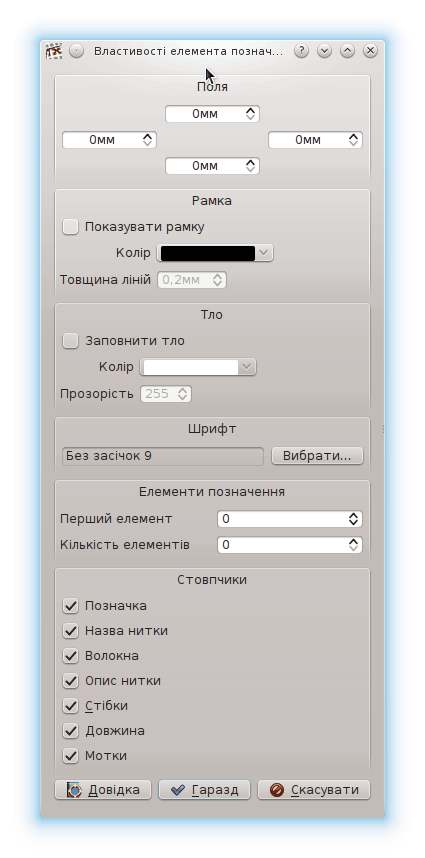 Властивості елемента познач...
Поля
0мм
0мм 0мм
0мм
Рамка
Показувати рамку
Колір
Товщина ліній 0,2мм
Тло
Заповнити тло
Колір
Прозорість 255
Шрифт
Без засічок 9 Вибрати...
Елементи позначення
Перший елемент 0
Кількість елементів 0
Стовпчики
Позначка
Назва нитки
Волокна
Опис нитки
Стібки
Довжина
Мотки
Довідка Гаразд Скасувати